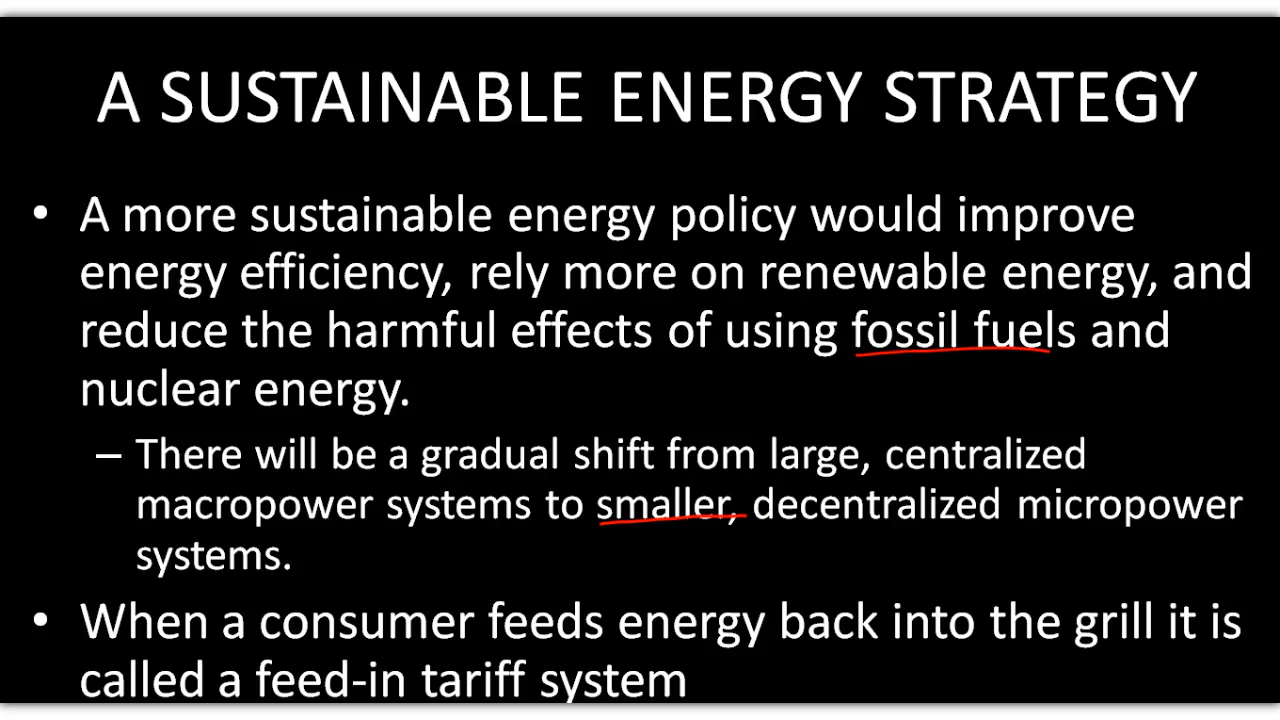 A SUSTAINABLE ENERGY STRATEGY
• A more sustainable energy policy would improve
energy efficiency, rely more on renewable energy, and
reduce the harmful effects of using fossil fuels and
nuclear energy.
– There will be a gradual shift from large, centralized
macropower systems to smaller, decentralized micropower
systems.
• When a consumer feeds energy back into the grill it is
called a feed-in tariff system